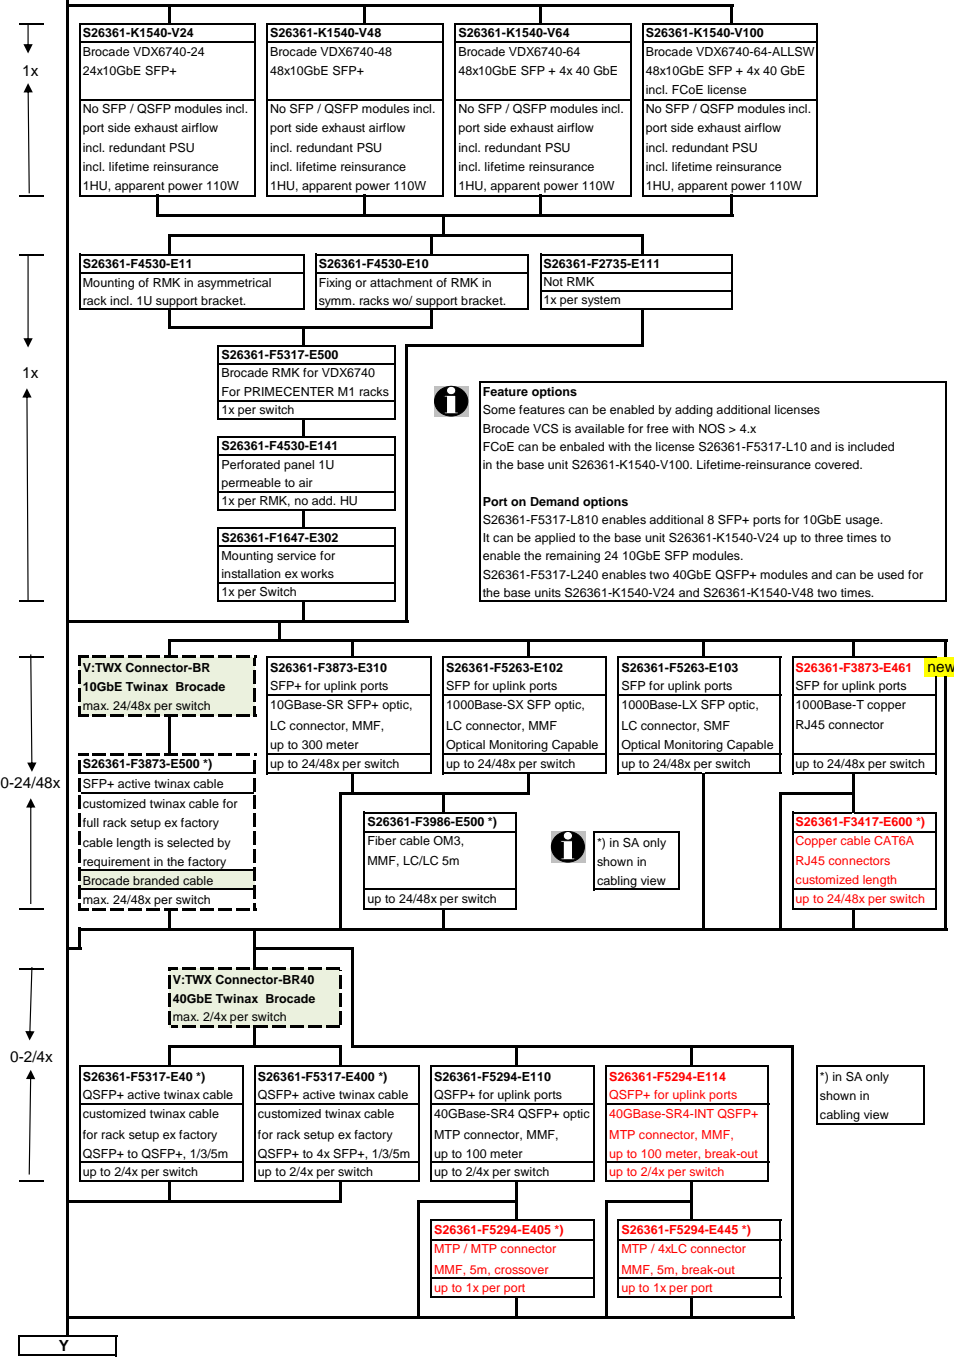 S26361-K1540-V24
Brocade VDX6740-24
24x10GbE SFP+
No SFP / QSFP modules incl.
port side exhaust airflow
incl. redundant PSU
incl. lifetime reinsurance
1HU, apparent power 110W
S26361-K1540-V48
Brocade VDX6740-48
48x10GbE SFP+
No SFP / QSFP modules incl.
port side exhaust airflow
incl. redundant PSU
incl. lifetime reinsurance
1HU, apparent power 110W
S26361-K1540-V64
Brocade VDX6740-64
48x10GbE SFP + 4x 40 GbE
No SFP / QSFP modules incl.
port side exhaust airflow
incl. redundant PSU
incl. lifetime reinsurance
1HU, apparent power 110W
S26361-K1540-V100
Brocade VDX6740-64-ALLSW
48x10GbE SFP + 4x 40 GbE
incl. FCoE license
No SFP / QSFP modules incl.
port side exhaust airflow
incl. redundant PSU
incl. lifetime reinsurance
1HU, apparent power 110W
1x
S26361-F4530-E11
Mounting of RMK in asymmetrical
rack incl. 1U support bracket.
S26361-F4530-E10
Fixing or attachment of RMK in
symm. racks wo/ support bracket.
S26361-F2735-E111
Not RMK
1x per system
1x
S26361-F5317-E500
Brocade RMK for VDX6740
For PRIMECENTER M1 racks
1x per switch
S26361-F4530-E141
Perforated panel 1U
permeable to air
1x per RMK, no add. HU
S26361-F1647-E302
Mounting service for
installation ex works
1x per Switch
Feature options
Some features can be enabled by adding additional licenses
Brocade VCS is available for free with NOS > 4.x
FCoE can be enbaled with the license S26361-F5317-L10 and is included
in the base unit S26361-K1540-V100. Lifetime-reinsurance covered.
Port on Demand options
S26361-F5317-L810 enables additional 8 SFP+ ports for 10GbE usage.
It can be applied to the base unit S26361-K1540-V24 up to three times to
enable the remaining 24 10GbE SFP modules.
S26361-F5317-L240 enables two 40GbE QSFP+ modules and can be used for
the base units S26361-K1540-V24 and S26361-K1540-V48 two times.
V:TWX Connector-BR
10GbE Twinax Brocade
max. 24/48x per switch
S26361-F3873-E310
SFP+ for uplink ports
10GBase-SR SFP+ optic,
LC connector, MMF,
up to 300 meter
up to 24/48x per switch
S26361-F5263-E102
SFP for uplink ports
1000Base-SX SFP optic,
LC connector, MMF
Optical Monitoring Capable
up to 24/48x per switch
S26361-F5263-E103
SFP for uplink ports
1000Base-LX SFP optic,
LC connector, SMF
Optical Monitoring Capable
up to 24/48x per switch
S26361-F3873-E461
new
SFP for uplink ports
1000Base-T copper
RJ45 connector
up to 24/48x per switch
0-24/48x
S26361-F3873-E500 *)
SFP+ active twinax cable
customized twinax cable for
full rack setup ex factory
cable length is selected by
requirement in the factory
Brocade branded cable
max. 24/48x per switch
S26361-F3986-E500 *)
Fiber cable OM3,
MMF, LC/LC 5m
up to 24/48x per switch
*) in SA only
shown in
cabling view
S26361-F3417-E600 *)
Copper cable CAT6A
RJ45 connectors
customized length
up to 24/48x per switch
V:TWX Connector-BR40
40GbE Twinax Brocade
max. 2/4x per switch
0-2/4x
S26361-F5317-E40 *)
QSFP+ active twinax cable
customized twinax cable
for rack setup ex factory
QSFP+ to QSFP+, 1/3/5m
up to 2/4x per switch
S26361-F5317-E400 *)
QSFP+ active twinax cable
customized twinax cable
for rack setup ex factory
QSFP+ to 4x SFP+, 1/3/5m
up to 2/4x per switch
S26361-F5294-E110
QSFP+ for uplink ports
40GBase-SR4 QSFP+ optic
MTP connector, MMF,
up to 100 meter
up to 2/4x per switch
S26361-F5294-E114
QSFP+ for uplink ports
40GBase-SR4-INT QSFP+
MTP connector, MMF,
up to 100 meter, break-out
up to 2/4x per switch
*) in SA only
shown in
cabling view
S26361-F5294-E405 *)
MTP / MTP connector
MMF, 5m, crossover
up to 1x per port
S26361-F5294-E445 *)
MTP / 4xLC connector
MMF, 5m, break-out
up to 1x per port
Y